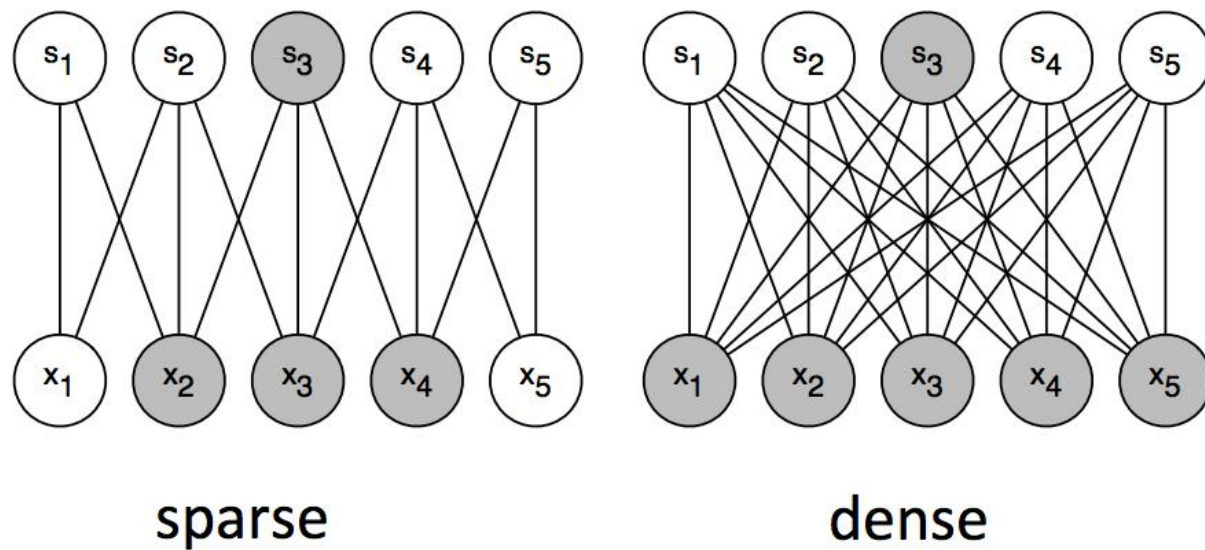 s1 s2 s3 s4 s5 s1 s2 s3 s4 s5
x1 x2 x3 x4 x5 x1 x2 x3 x4 x5
sparse dense